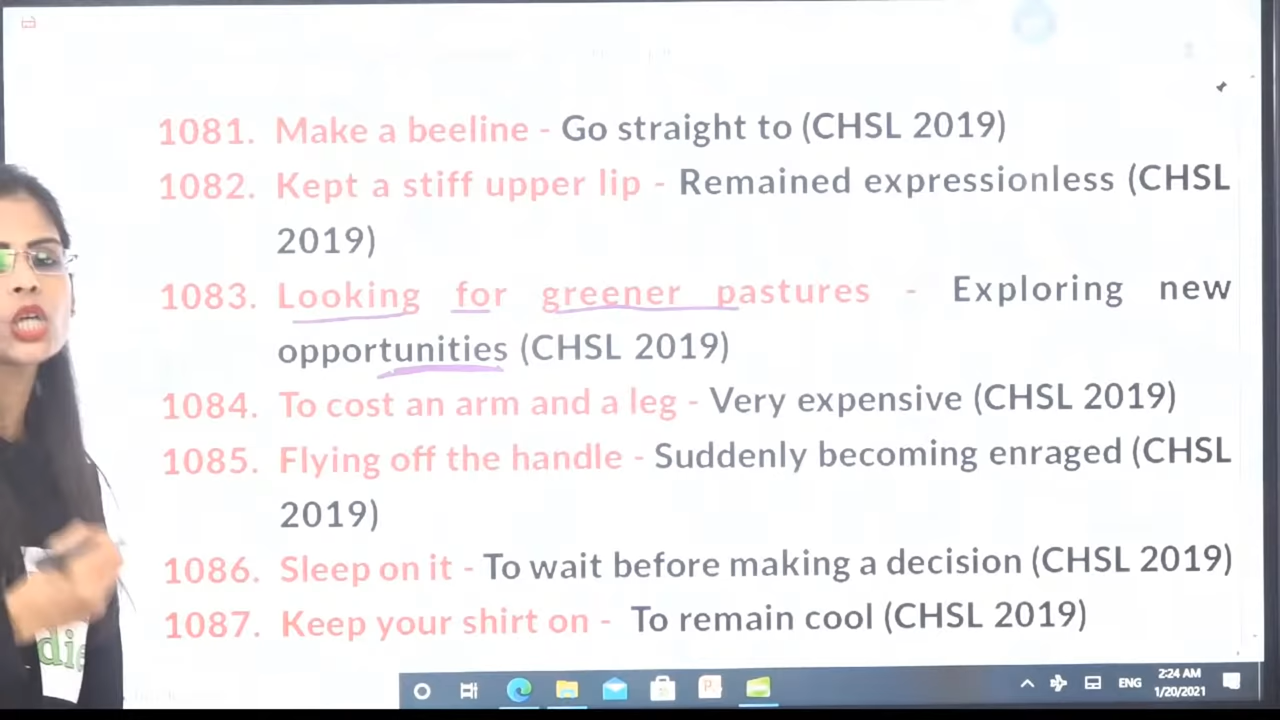 1081. Make a beeline - Go straight to (CHSL 2019)
1082. Kept a stiff upper lip - Remained expressionless (CHSL
2019)
1083. Looking for greener pastures - Exploring new
opportunities (CHSL 2019)
1084. To cost an arm and a leg - Very expensive (CHSL 2019)
1085. Flying off the handle - Suddenly becoming enraged (CHSL
2019)
1086. Sleep on it - To wait before making a decision (CHSL 2019)
1087. Keep your shirt on - To remain cool (CHSL 2019)
die
ENG
2:24 AM
1/20/2021